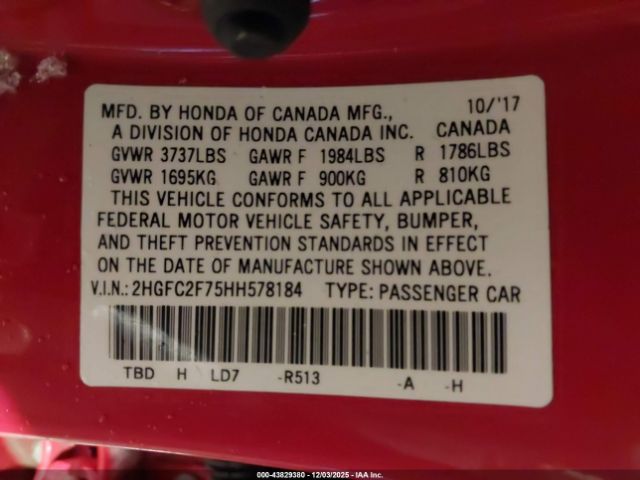 MFD. BY HONDA OF CANADA MFG., 10/'17
A DIVISION OF HONDA CANADA INC. CANADA
GVWR 3737LBS GAWR F 1984LBS R 1786LBS
GVWR 1695KG GAWR F 900KG R 810KG
THIS VEHICLE CONFORMS TO ALL APPLICABLE
FEDERAL MOTOR VEHICLE SAFETY, BUMPER,
AND THEFT PREVENTION STANDARDS IN EFFECT
ON THE DATE OF MANUFACTURE SHOWN ABOVE.
V.I.N.: 2HGFC2F75HH578184 TYPE: PASSENGER CAR
TBD H LD7 -R513 -A -H
000-43829380 - 12/03/2025 - IAA Inc.